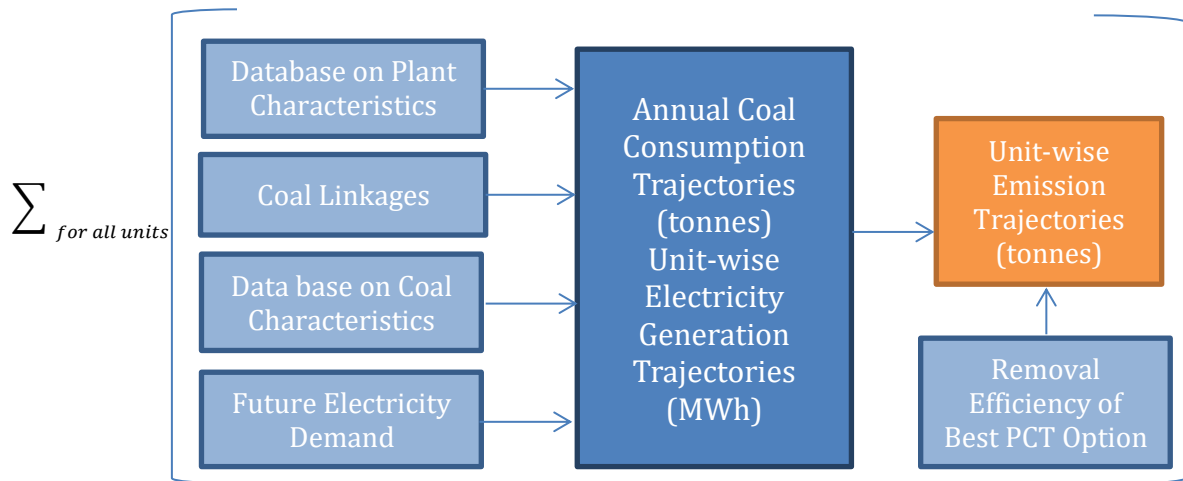 ∑ for all units
Database on Plant
Characteristics
Coal Linkages
Data base on Coal
Characteristics
Future Electricity
Demand
Annual Coal
Consumption
Trajectories
(tonnes)
Unit-wise
Electricity
Generation
Trajectories
(MWh)
Unit-wise
Emission
Trajectories
(tonnes)
Removal
Efficiency of
Best PCT Option